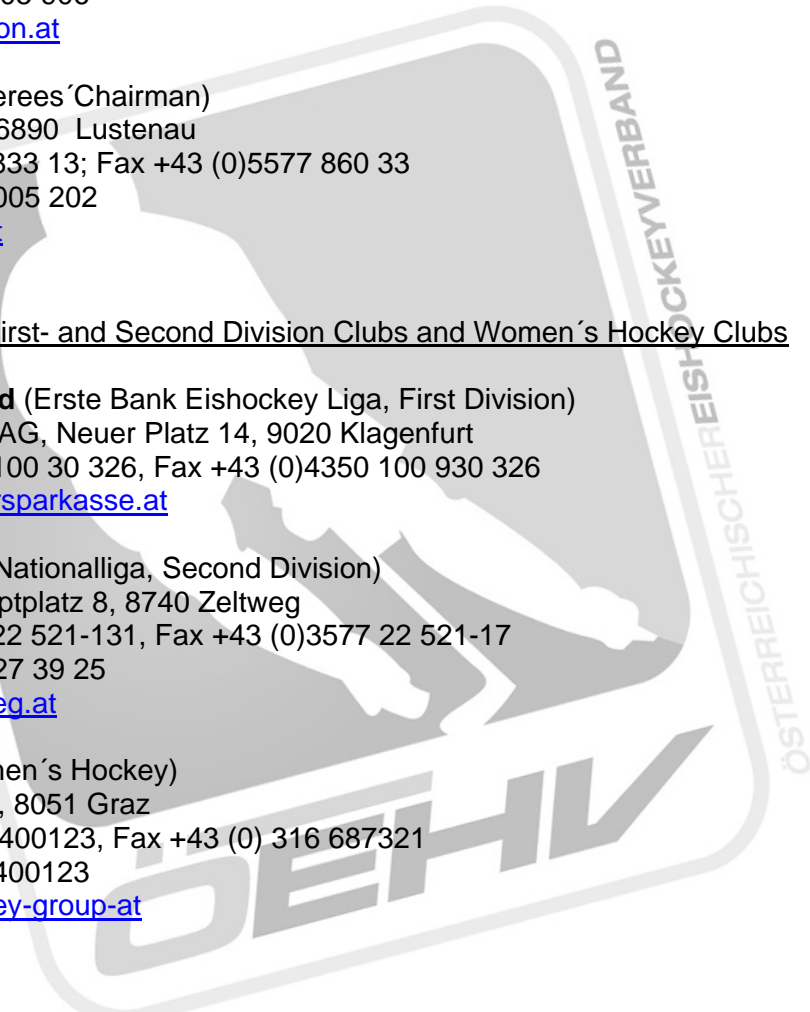 on.at
erees´Chairman)
6890 Lustenau
333 13; Fax +43 (0)5577 860 33
005 202
irst- and Second Division Clubs and Women´s Hockey Clubs
d (Erste Bank Eishockey Liga, First Division)
AG, Neuer Platz 14, 9020 Klagenfurt
100 30 326, Fax +43 (0)4350 100 930 326
rsparkasse.at
Nationalliga, Second Division)
ptplatz 8, 8740 Zeltweg
22 521-131, Fax +43 (0)3577 22 521-17
27 39 25
eg.at
nen´s Hockey)
, 8051 Graz
400123, Fax +43 (0) 316 687321
400123
ey-group-at
ÖSTERREICHISCHEREISHOCKEYVERBAND
ÖEHV